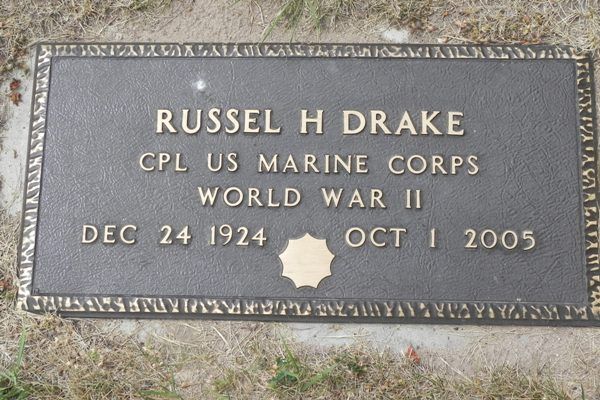 RUSSEL H DRAKE
CPL US MARINE CORPS
WORLD WAR II
DEC 24 1924 OCT 1 2005